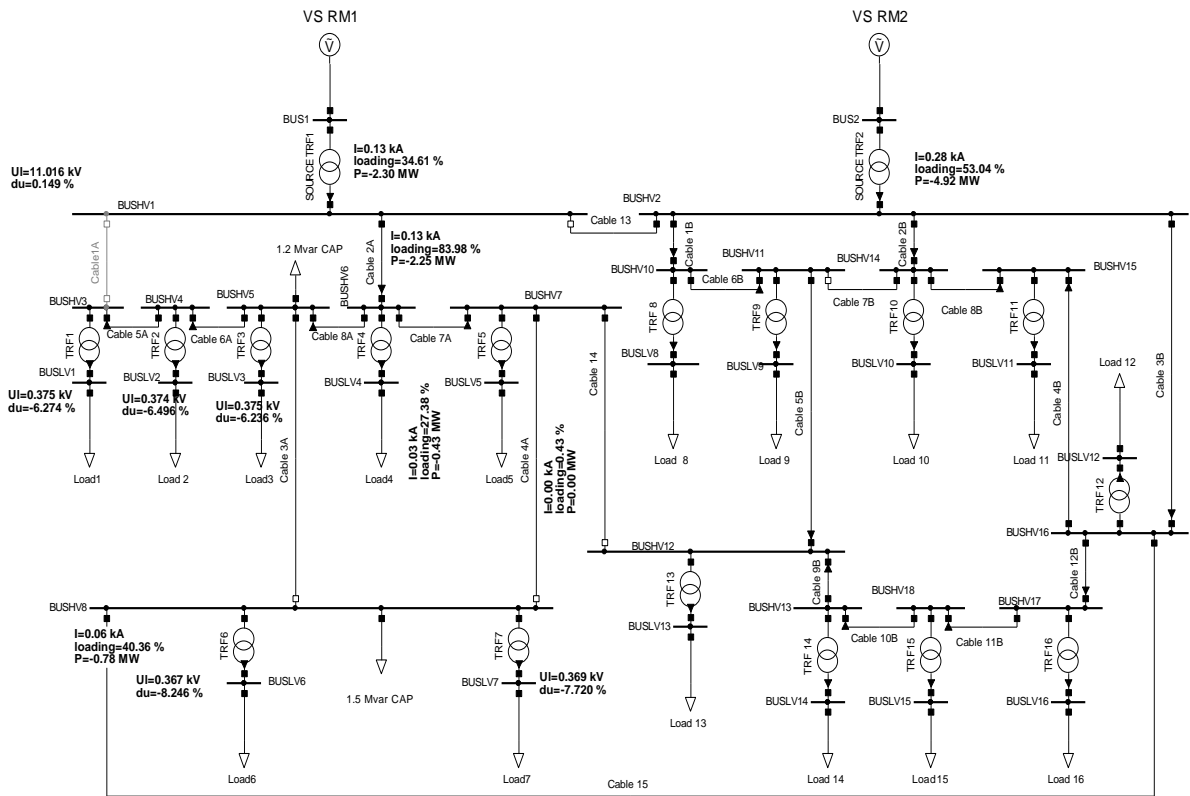 VS RM1
VS RM2
Ṽ
Ṽ
BUS1
BUS2
SOURCE TRF1
I=0.13 kA
loading=34.61 %
P=-2.30 MW
SOURCE TRF2
I=0.28 kA
loading=53.04 %
P=-4.92 MW
Ul=11.016 kV
du=0.149 %
BUSHV1
BUSHV2
Cable 13
Cable1A
1.2 Mvar CAP
Cable 2A
I=0.13 kA
loading=83.98 %
P=-2.25 MW
Cable 1B
Cable 2B
BUSHV3
BUSHV4
BUSHV5
BUSHV6
BUSHV7
BUSHV10
BUSHV11
BUSHV14
BUSHV15
Cable 5A
Cable 6A
Cable 8A
Cable 7A
Cable 6B
Cable 7B
Cable 8B
TRF1
TRF2
TRF3
TRF4
TRF5
TRF 8
TRF9
TRF10
TRF11
BUSLV1
BUSLV2
BUSLV3
BUSLV4
BUSLV5
BUSLV8
BUSLV9
BUSLV10
BUSLV11
Load 12
Cable 14
Cable 3B
Cable 4B
Cable 5B
Ul=0.375 kV
du=-6.274 %
Ul=0.374 kV
du=-6.496 %
Ul=0.375 kV
du=-6.236 %
Cable 3A
I=0.03 kA
loading=27.38 %
P=-0.43 MW
Cable 4A
I=0.00 kA
loading=0.43 %
P=0.00 MW
Load1
Load 2
Load3
Load4
Load5
Load 8
Load 9
Load 10
Load 11
BUSLV12
TRF12
BUSHV16
BUSHV12
TRF13
Cable 9B
Cable 12B
BUSHV8
BUSHV13
BUSHV18
BUSHV17
I=0.06 kA
loading=40.36 %
P=-0.78 MW
TRF6
TRF7
BUSLV13
Cable 10B
Cable 11B
TRF 14
TRF15
TRF16
Ul=0.367 kV
du=-8.246 %
BUSLV6
1.5 Mvar CAP
BUSLV7
Ul=0.369 kV
du=-7.720 %
BUSLV14
BUSLV15
BUSLV16
Load 13
Load6
Load7
Load 14
Load15
Load 16
Cable 15